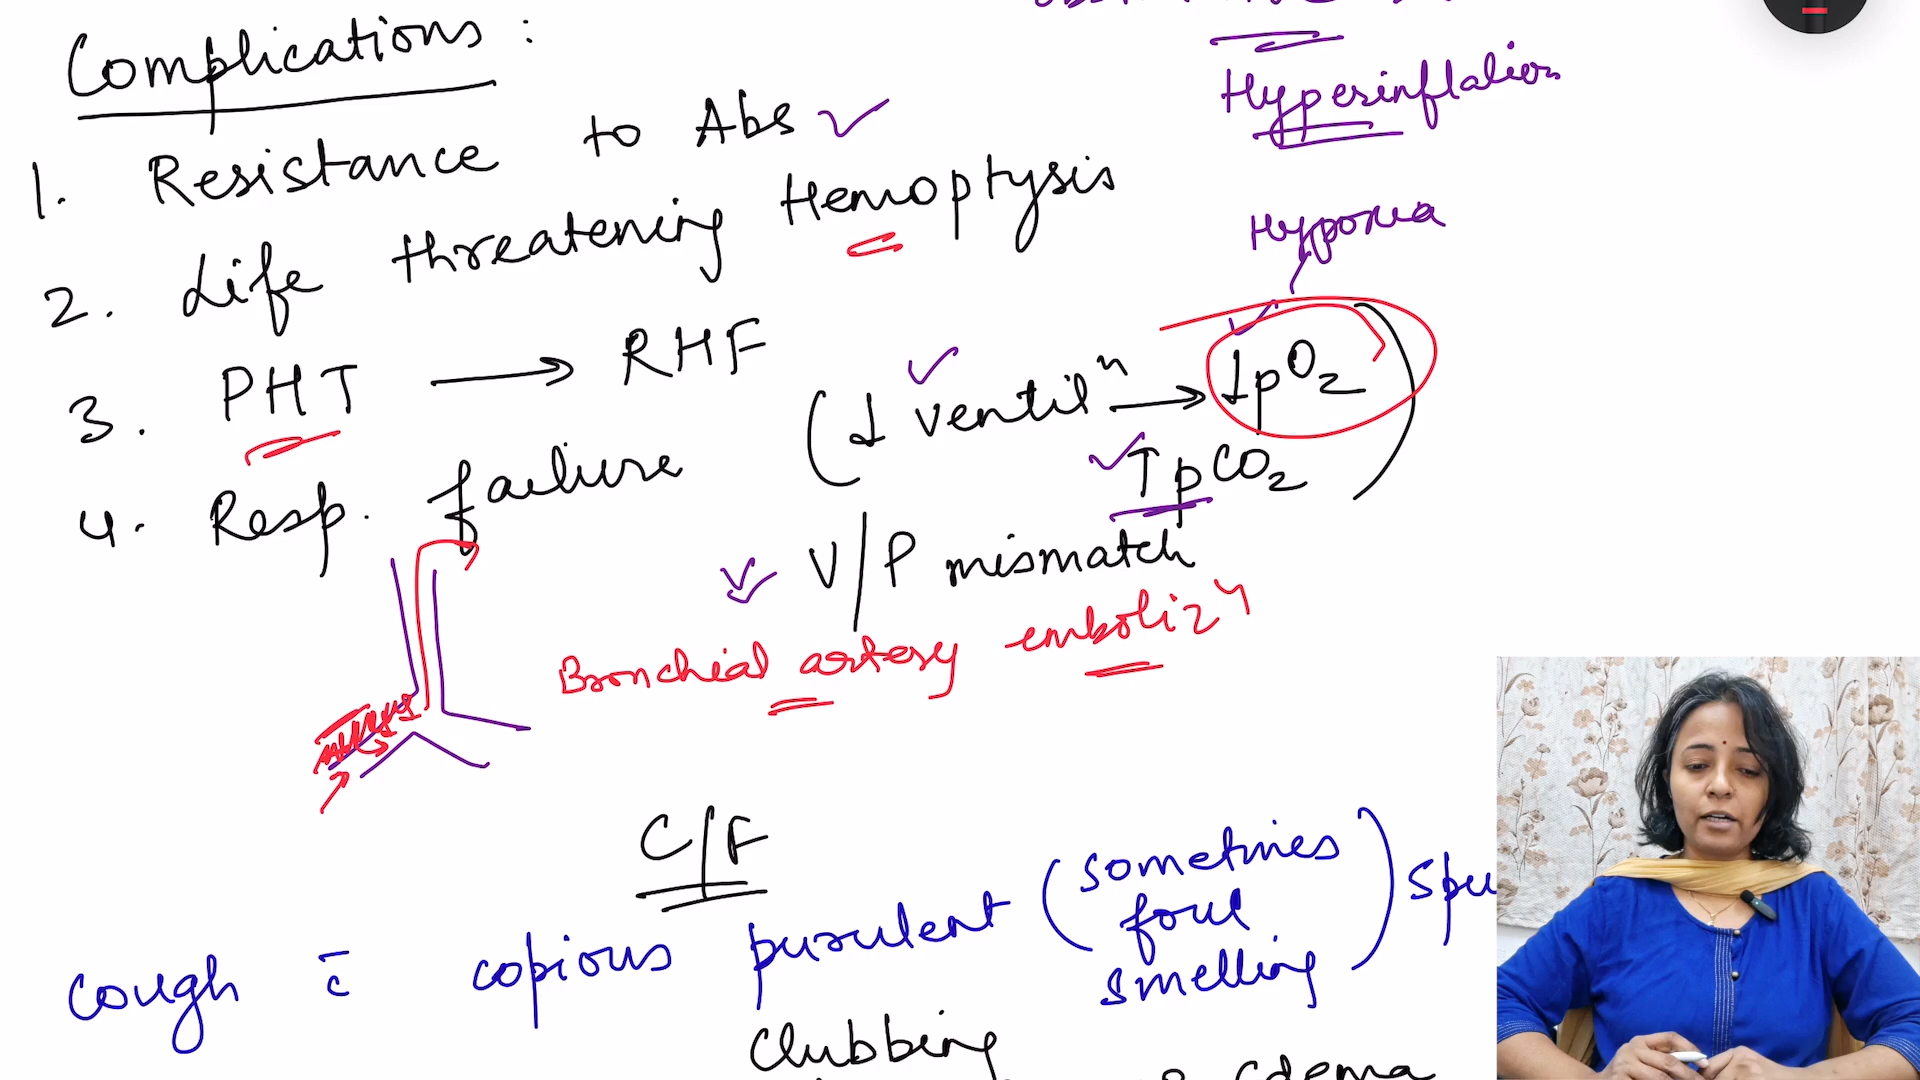 Complications :
1. Resistance to Abs
2. Life threatening Hemoptysis
3. PHT → RHF
4. Resp. failure (↓ ventilⁿ → ↓pO₂
↑pCO₂)
V/P mismatch
Bronchial artery embolizⁿ
Hyperinflation
Hypoxia
C/F
Cough c̄ copious purulent (sometimes
foul
smelling) spu
Clubbing
edema